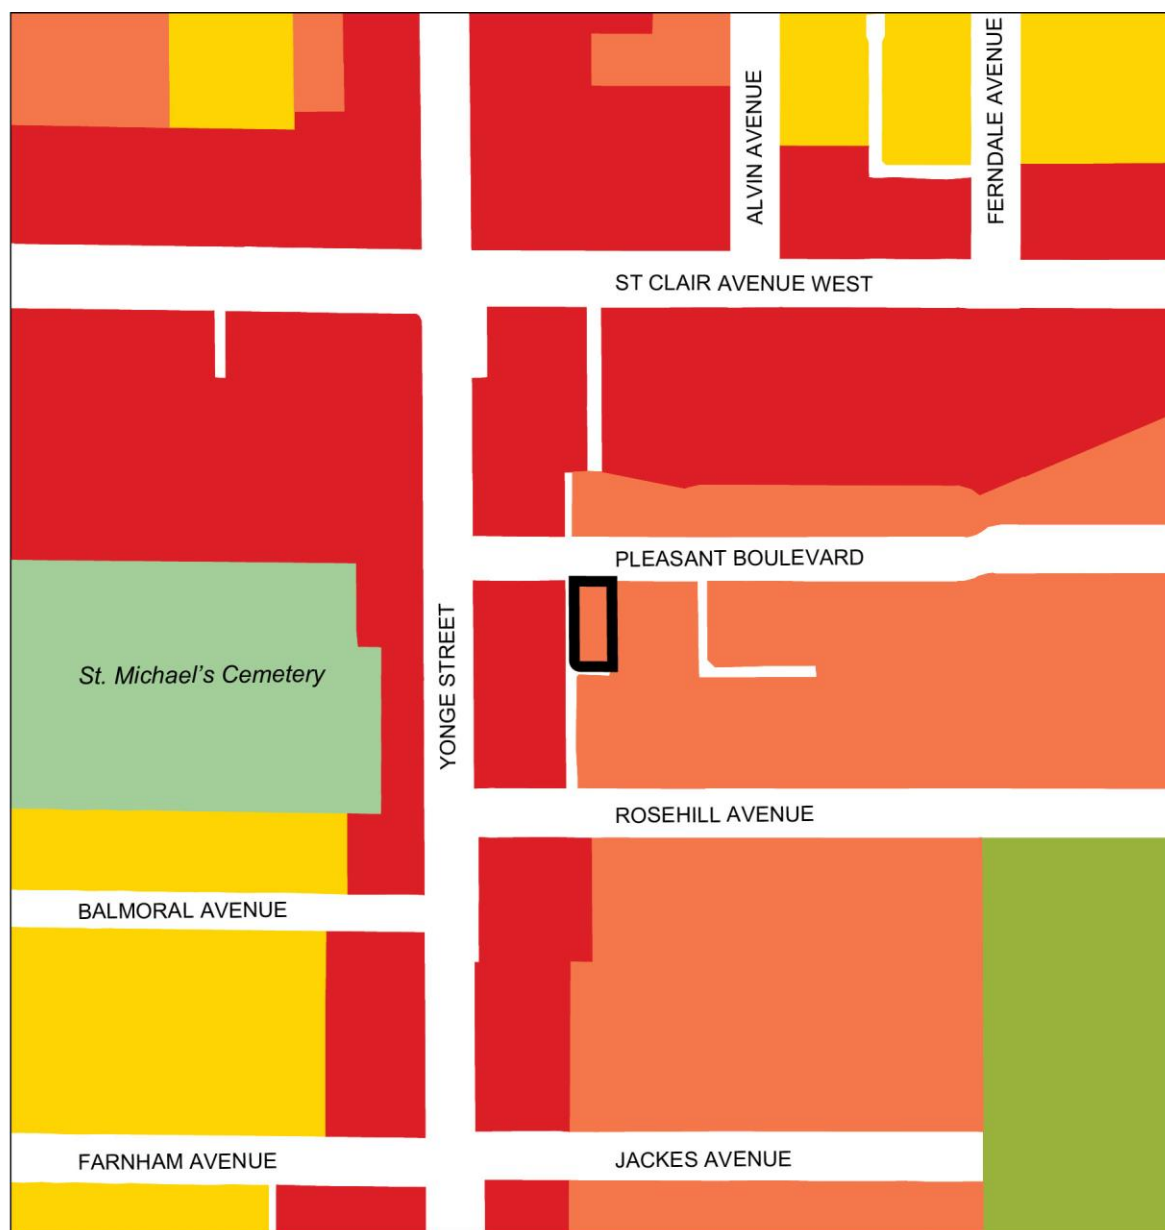 ALVIN AVENUE
FERNDALE AVENUE
ST CLAIR AVENUE WEST
PLEASANT BOULEVARD
St. Michael's Cemetery
YONGE STREET
ROSEHILL AVENUE
BALMORAL AVENUE
FARNHAM AVENUE
JACKES AVENUE